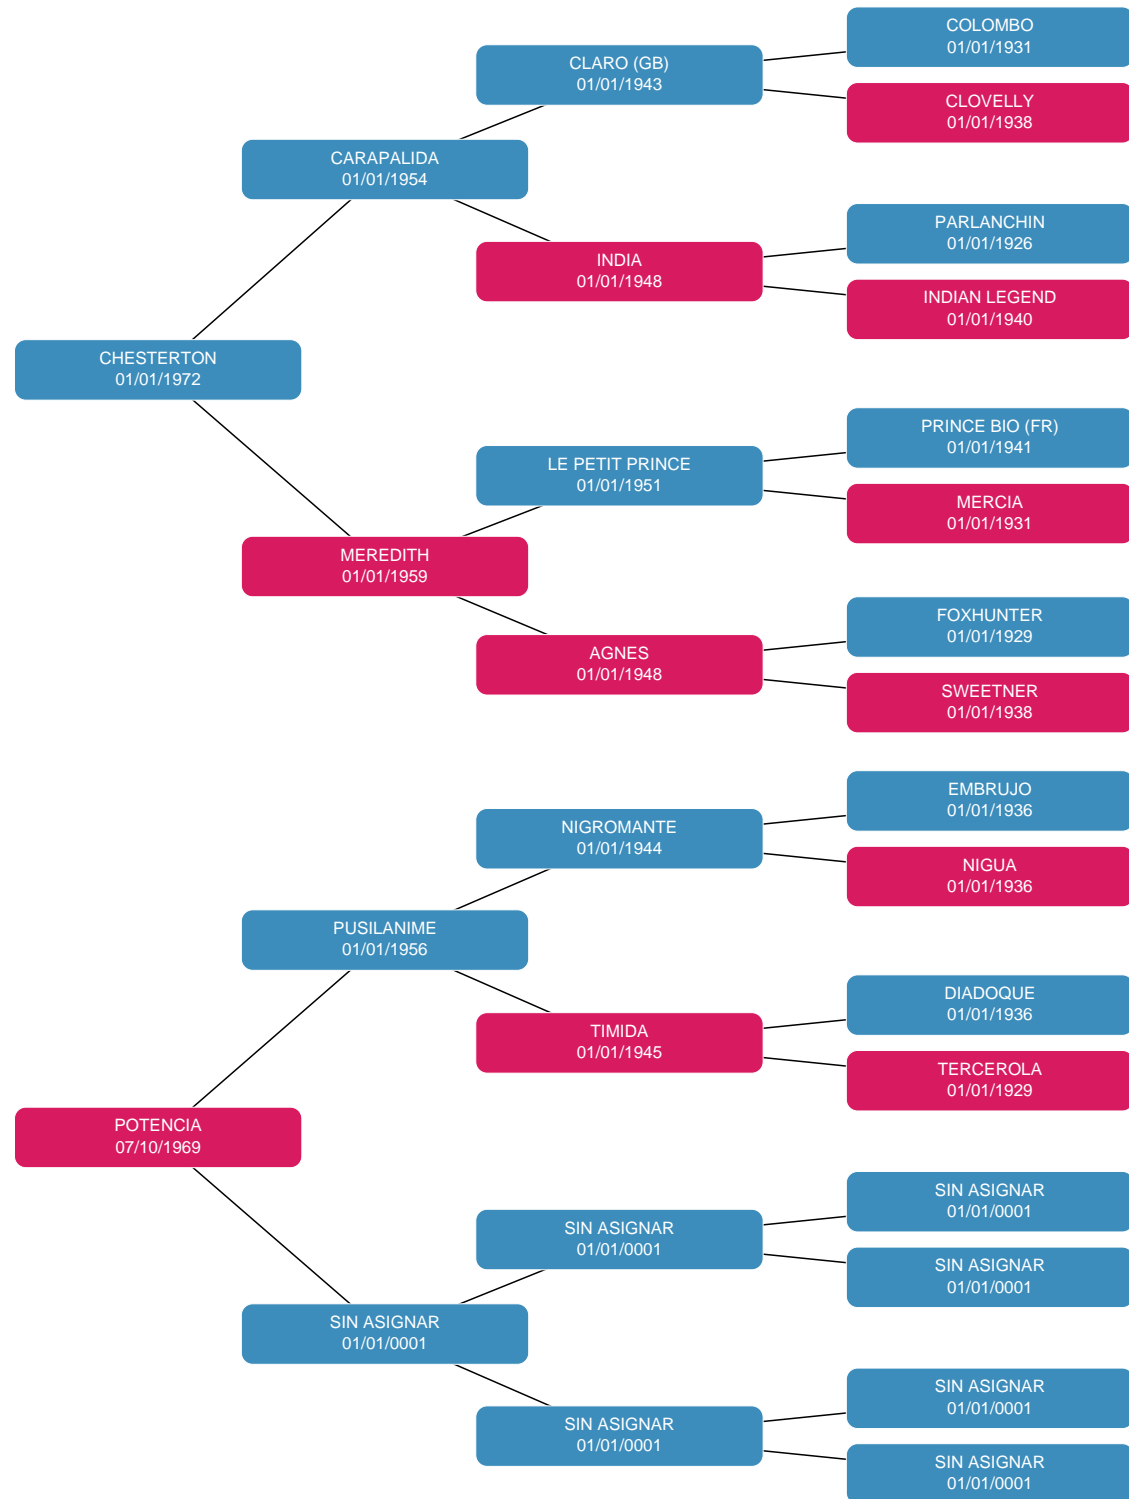 COLOMBO
01/01/1931
CLARO (GB)
01/01/1943
CLOVELLY
01/01/1938
CARAPALIDA
01/01/1954
PARLANCHIN
01/01/1926
INDIA
01/01/1948
INDIAN LEGEND
01/01/1940
CHESTERTON
01/01/1972
PRINCE BIO (FR)
01/01/1941
LE PETIT PRINCE
01/01/1951
MERCIA
01/01/1931
MEREDITH
01/01/1959
FOXHUNTER
01/01/1929
AGNES
01/01/1948
SWEETNER
01/01/1938
EMBRUJO
01/01/1936
NIGROMANTE
01/01/1944
NIGUA
01/01/1936
PUSILANIME
01/01/1956
DIADOQUE
01/01/1936
TIMIDA
01/01/1945
TERCEROLA
01/01/1929
POTENCIA
07/10/1969
SIN ASIGNAR
01/01/0001
SIN ASIGNAR
01/01/0001
SIN ASIGNAR
01/01/0001
SIN ASIGNAR
01/01/0001
SIN ASIGNAR
01/01/0001
SIN ASIGNAR
01/01/0001
SIN ASIGNAR
01/01/0001